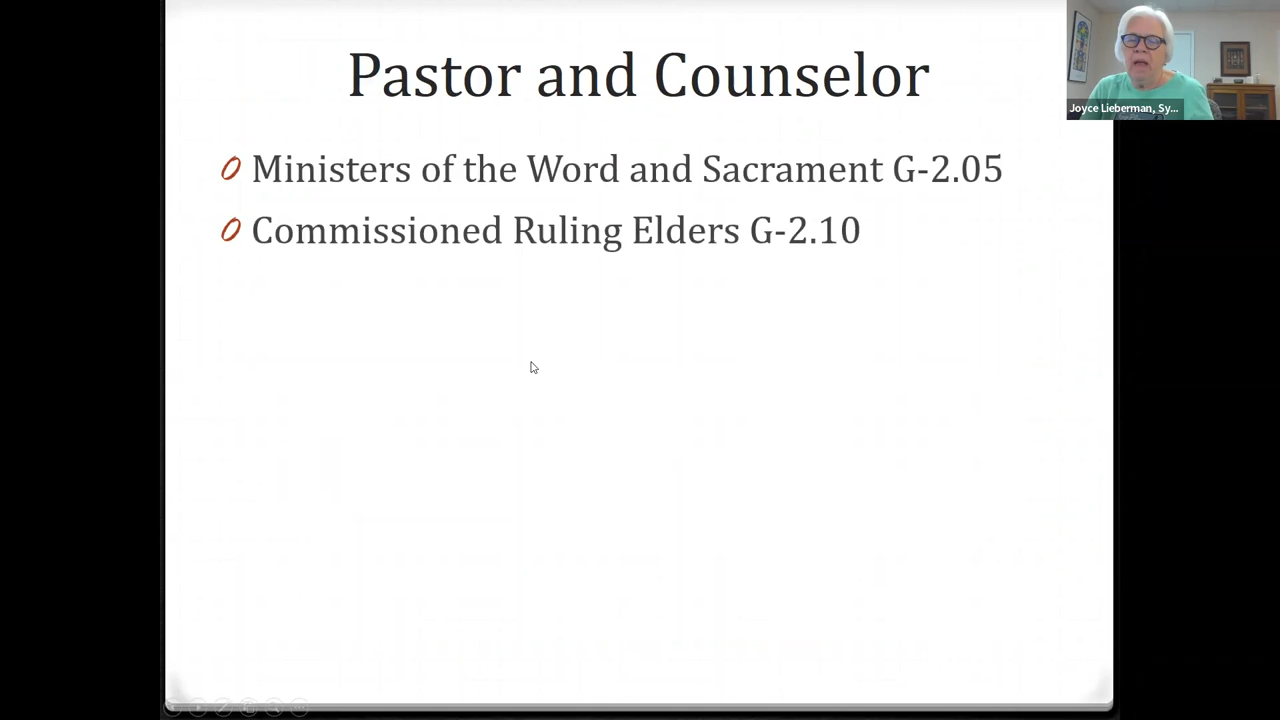 Pastor and Counselor
Ministers of the Word and Sacrament G-2.05
Commissioned Ruling Elders G-2.10
Joyce Lieberman, Sy...